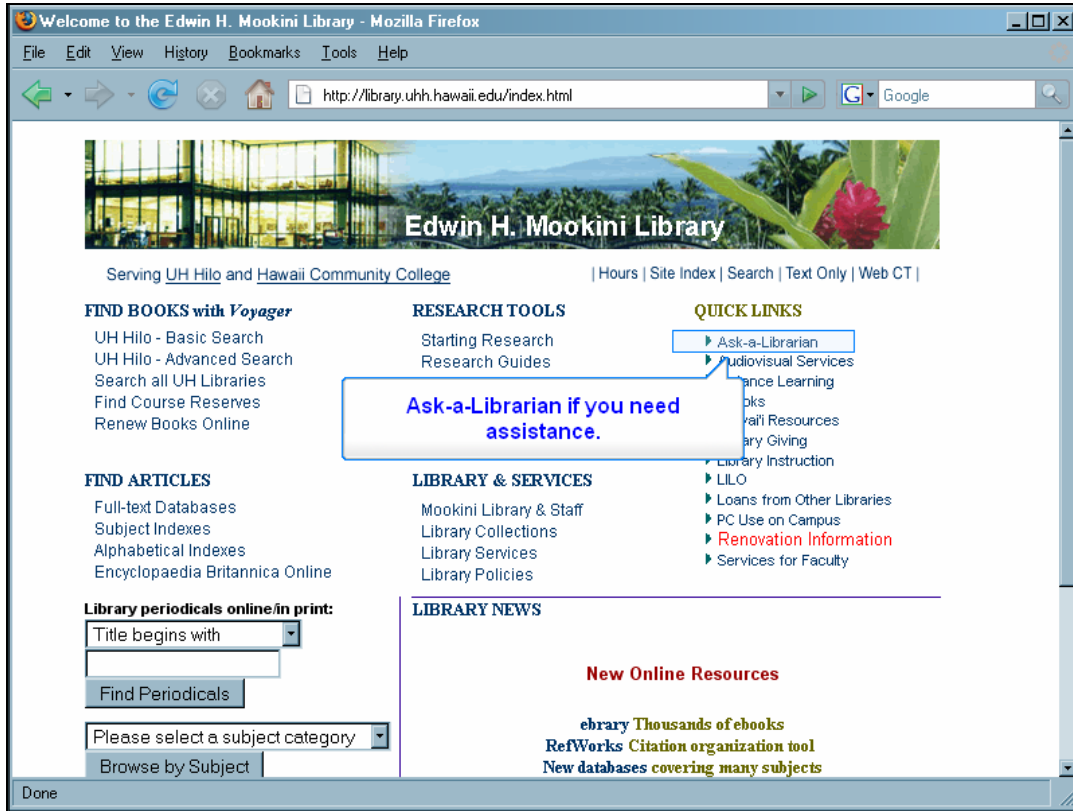 Welcome to the Edwin H. Mookini Library - Mozilla Firefox
File Edit View History Bookmarks Tools Help
http://library.uhh.hawaii.edu/index.html
G Google
Edwin H. Mookini Library
Serving UH Hilo and Hawaii Community College
| Hours | Site Index | Search | Text Only | Web CT |
FIND BOOKS with Voyager
UH Hilo - Basic Search
UH Hilo - Advanced Search
Search all UH Libraries
Find Course Reserves
Renew Books Online
RESEARCH TOOLS
Starting Research
Research Guides
Ask-a-Librarian if you need
assistance.
QUICK LINKS
Ask-a-Librarian
Audiovisual Services
Learning
Resources
Giving
Library Instruction
LILO
Loans from Other Libraries
PC Use on Campus
Renovation Information
Services for Faculty
FIND ARTICLES
Full-text Databases
Subject Indexes
Alphabetical Indexes
Encyclopaedia Britannica Online
LIBRARY & SERVICES
Mookini Library & Staff
Library Collections
Library Services
Library Policies
Library periodicals online/in print:
Title begins with
Find Periodicals
Please select a subject category
Browse by Subject
LIBRARY NEWS
New Online Resources
ebrary Thousands of ebooks
RefWorks Citation organization tool
New databases covering many subjects
Done